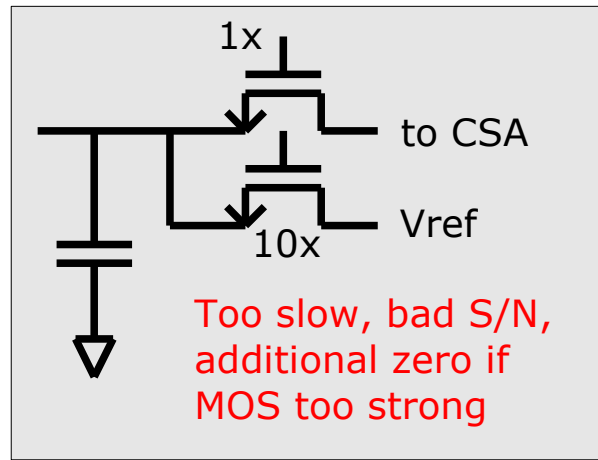 1x
to CSA
Vref
10x
Too slow, bad S/N,
additional zero if
MOS too strong